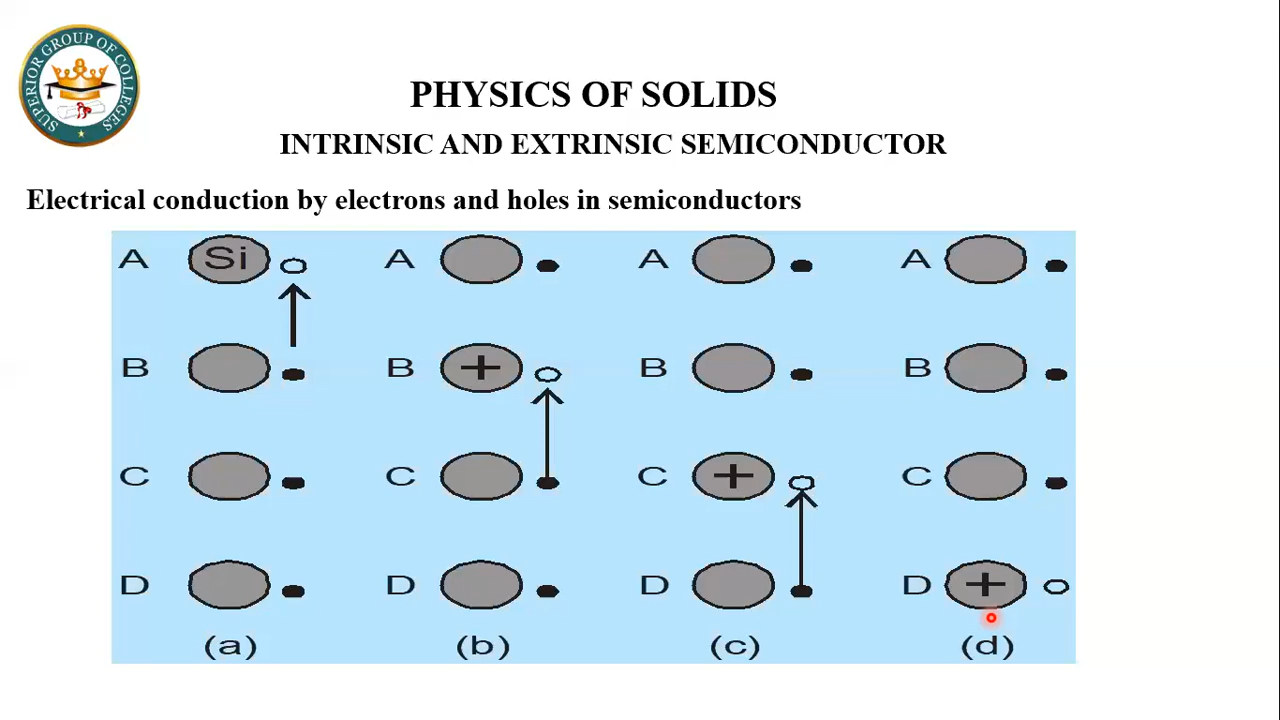 SUPERIOR GROUP OF COLLEGES
PHYSICS OF SOLIDS
INTRINSIC AND EXTRINSIC SEMICONDUCTOR
Electrical conduction by electrons and holes in semiconductors
A Si A A A
B B + B B
C C C + C
D D D D +
(a) (b) (c) (d)